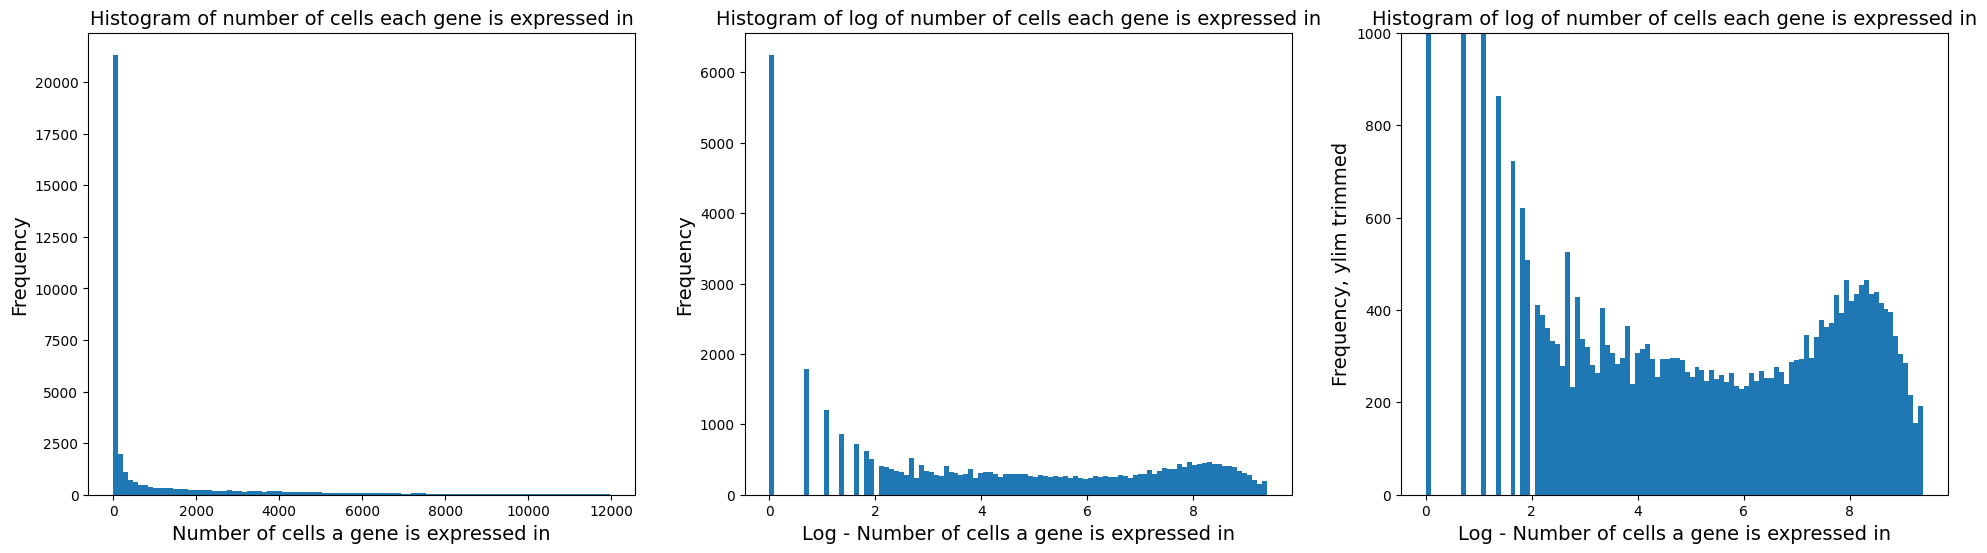 Histogram of number of cells each gene is expressed in
20000
17500
15000
12500
10000
7500
5000
2500
0
Frequency
0 2000 4000 6000 8000 10000 12000
Number of cells a gene is expressed in
Histogram of log of number of cells each gene is expressed in
6000
5000
4000
3000
2000
1000
0
Frequency
0 2 4 6 8
Log - Number of cells a gene is expressed in
Histogram of log of number of cells each gene is expressed in
1000
800
600
400
200
0
Frequency, ylim trimmed
0 2 4 6 8
Log - Number of cells a gene is expressed in